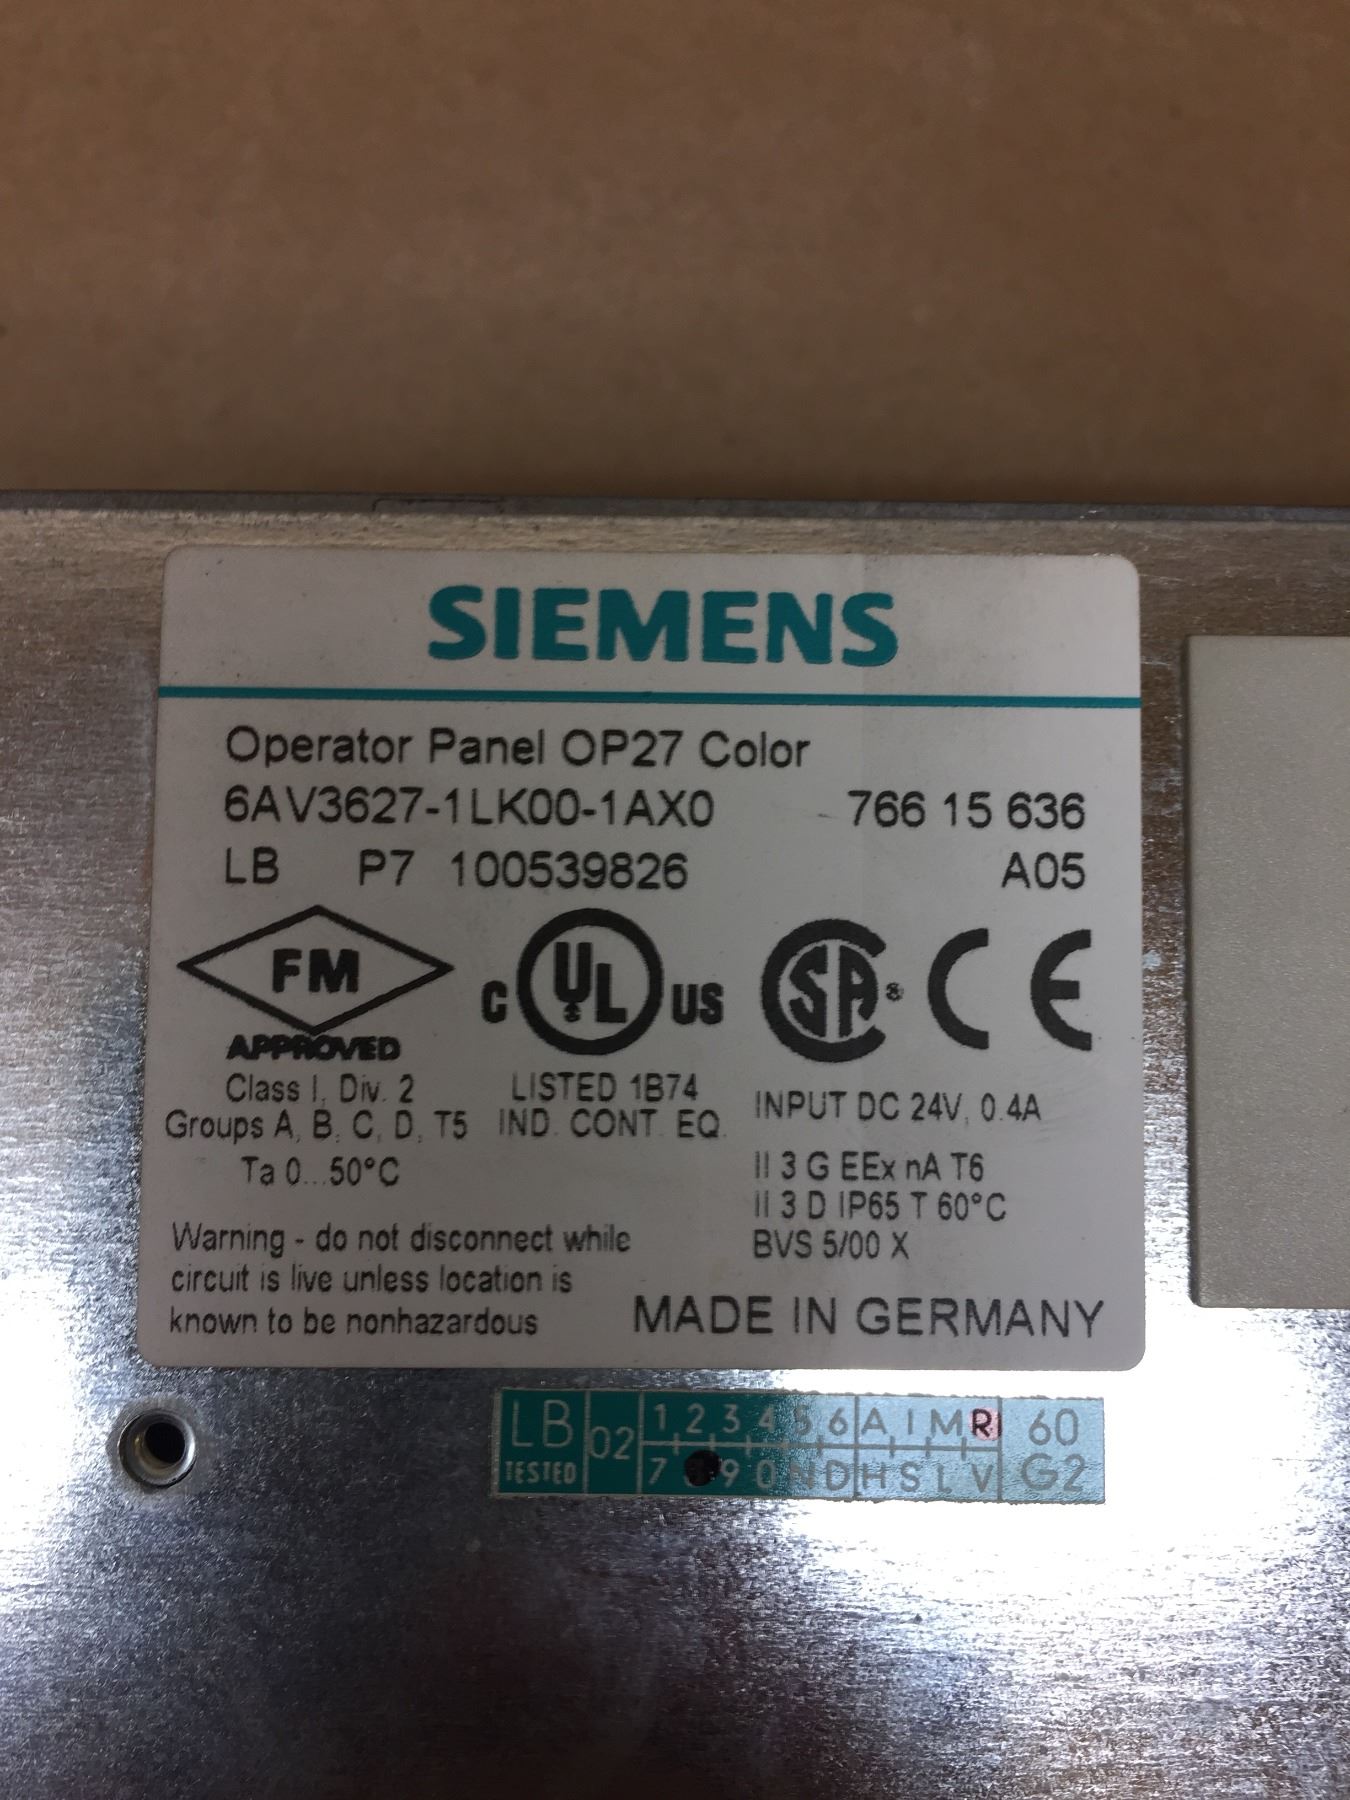 SIEMENS
Operator Panel OP27 Color
6AV3627-1LK00-1AX0 766 15 636
LB P7 100539826 A05
FM
APPROVED
Class I, Div. 2
Groups A, B, C, D, T5
Ta 0...50°C
C UL US
LISTED 1B74
IND. CONT. EQ.
SA ® CE
INPUT DC 24V, 0.4A
II 3 G EEx nA T6
II 3 D IP65 T 60°C
BVS 5/00 X
Warning - do not disconnect while
circuit is live unless location is
known to be nonhazardous
MADE IN GERMANY
LB 02 1 2 3 4 5 6 A I M R 60
TESTED 7 9 0 N D H S L V G2